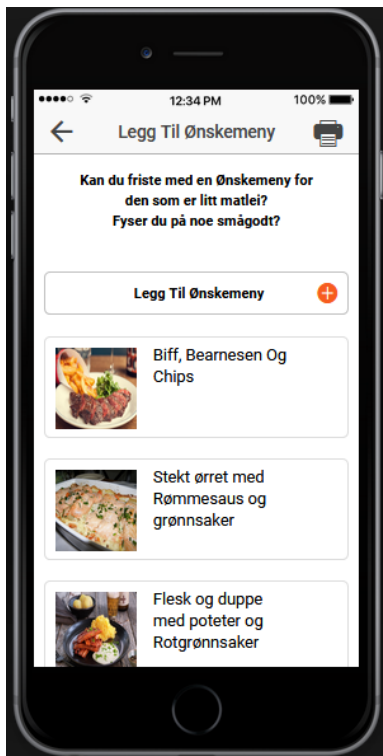 12:34 PM
100%
Legg Til Ønskemeny
Kan du friste med en Ønskemeny for
den som er litt matlei?
Fyser du på noe smågodt?
Legg Til Ønskemeny
Biff, Bearnesen Og
Chips
Stekt ørret med
Rømmesaus og
grønnsaker
Flesk og duppe
med poteter og
Rotgrønnsaker